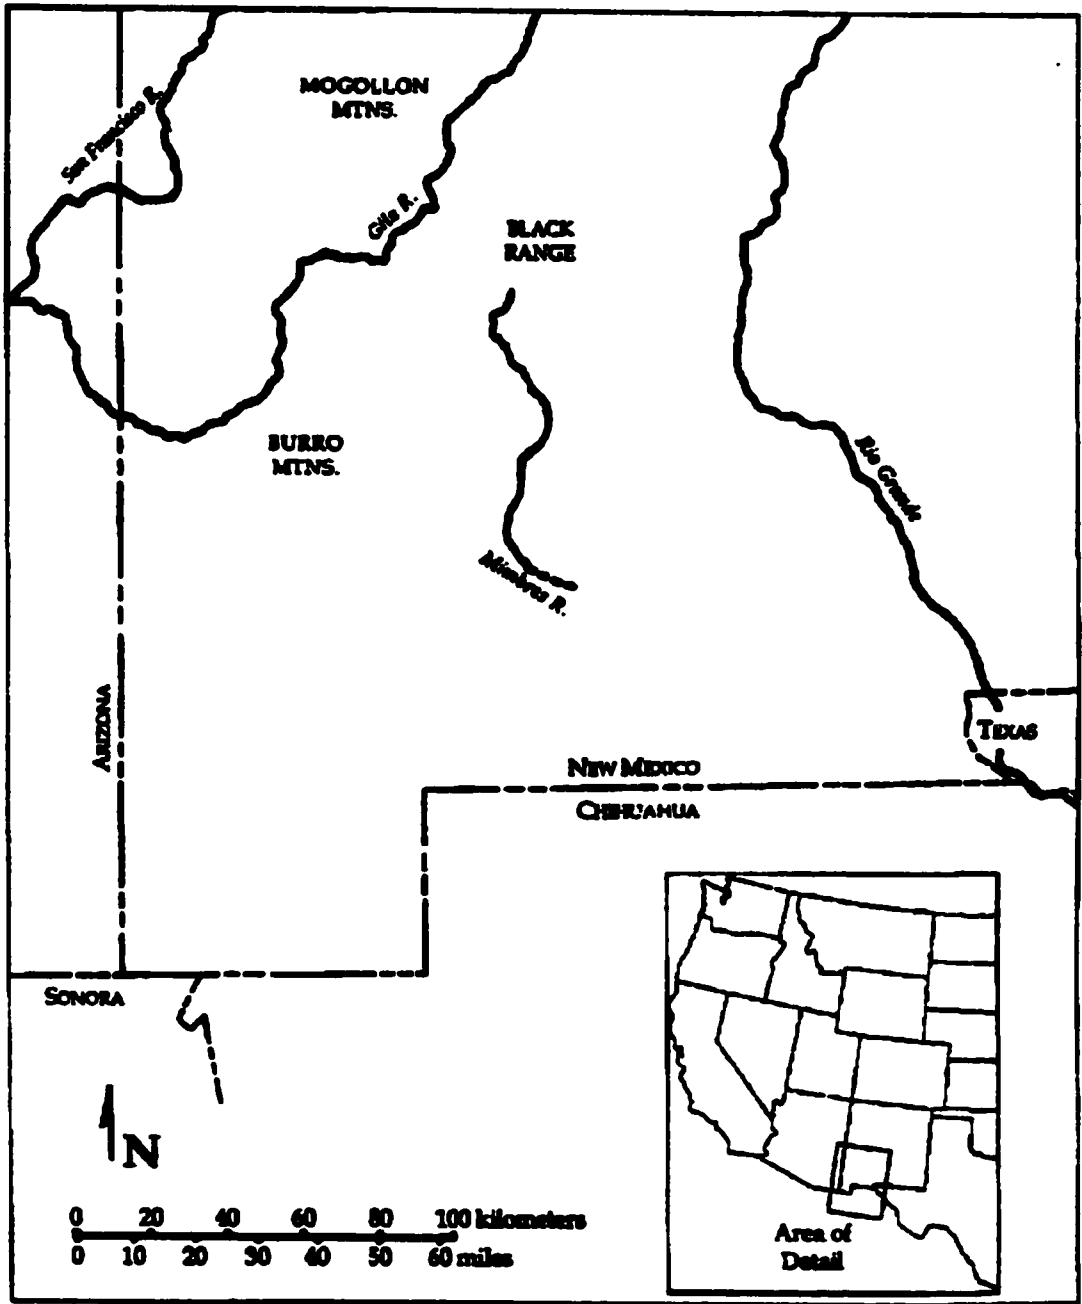 San Francisco R.
MOGOLLON
MTNS.
Gila R.
BLACK
RANGE
BURRO
MTNS.
Rio Grande
Mimbres R.
ARIZONA
TEXAS
NEW MEXICO
CHIHUAHUA
SONORA
N
0 20 40 60 80 100 kilometers
0 10 20 30 40 50 60 miles
Area of
Detail